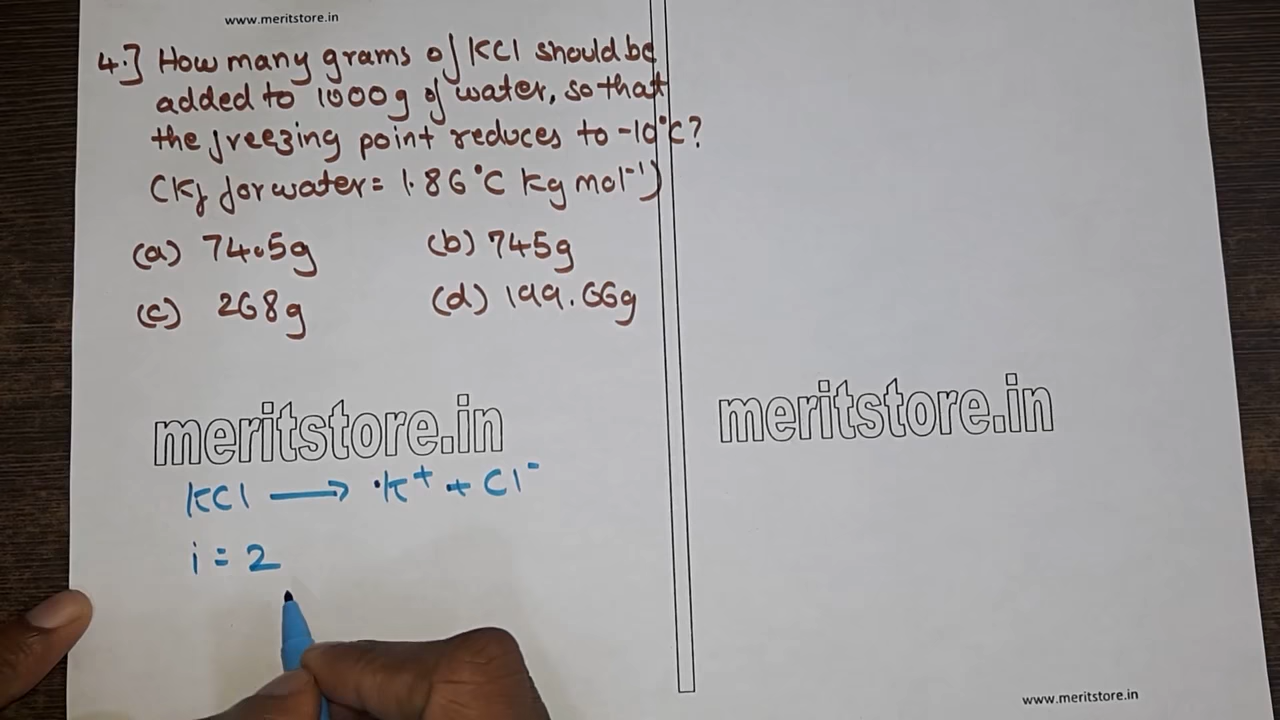 www.meritstore.in
4.] How many grams of KCl should be
added to 1000g of water, so that
the freezing point reduces to -10°C?
(Kf for water = 1.86°C kg mol-1)
(a) 74.5g (b) 745g
(c) 268g (d) 199.66g
meritstore.in
meritstore.in
KCl → K+ + Cl-
i = 2
www.meritstore.in